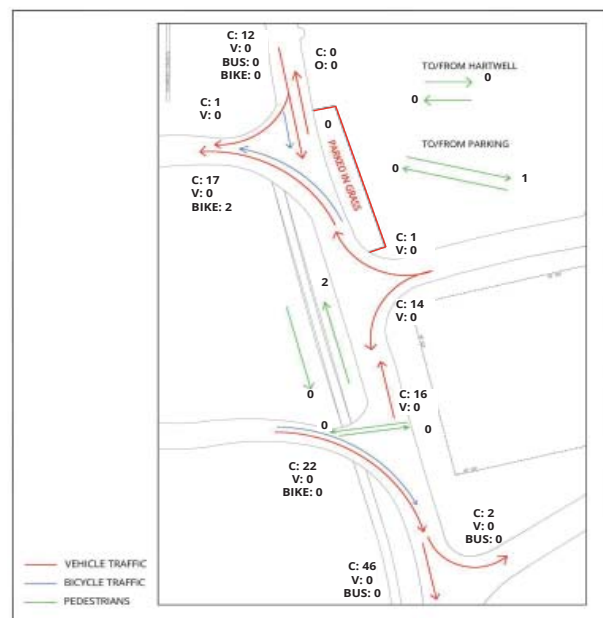 C: 12
V: 0
BUS: 0
BIKE: 0
C: 0
O: 0
TO/FROM HARTWELL
0
0
C: 1
V: 0
0
PARKED IN GRASS
TO/FROM PARKING
0
1
C: 17
V: 0
BIKE: 2
C: 1
V: 0
2
C: 14
V: 0
0
C: 16
V: 0
0
0
C: 22
V: 0
BIKE: 0
C: 2
V: 0
BUS: 0
C: 46
V: 0
BUS: 0
VEHICLE TRAFFIC
BICYCLE TRAFFIC
PEDESTRIANS